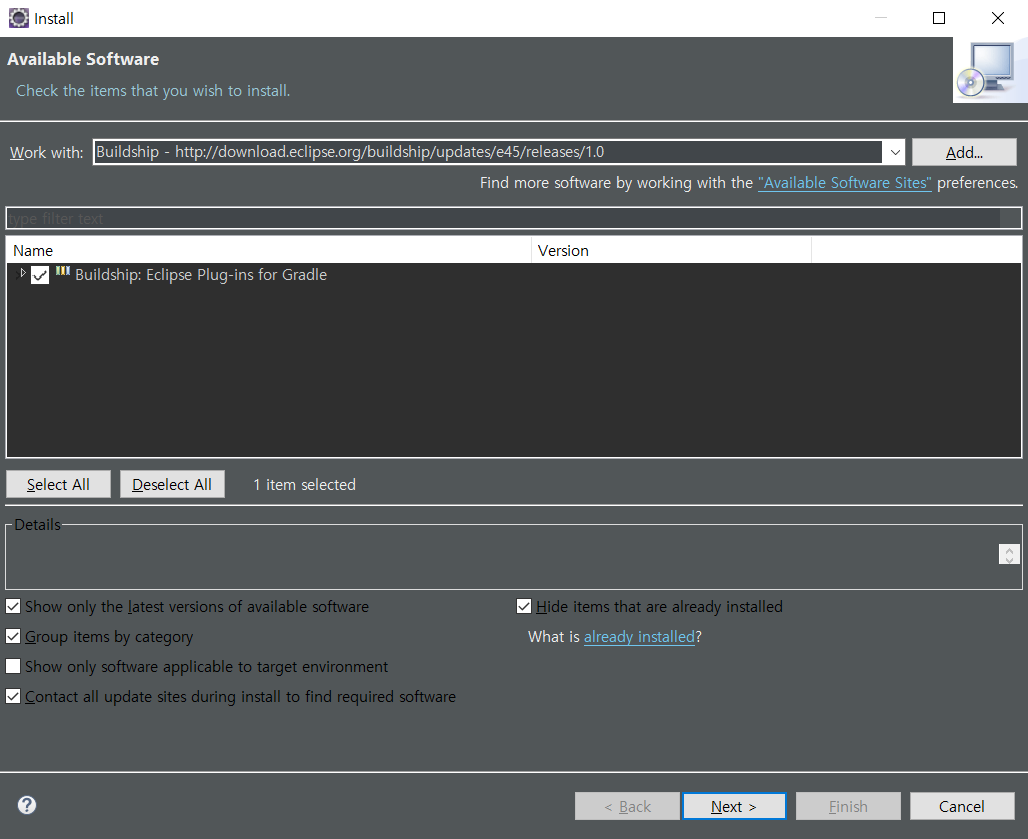 Install
Available Software
Check the items that you wish to install.
Work with: Buildship - http://download.eclipse.org/buildship/updates/e45/releases/1.0 Add...
Find more software by working with the "Available Software Sites" preferences.
type filter text
Name Version
Buildship: Eclipse Plug-ins for Gradle
Select All Deselect All 1 item selected
Details
Show only the latest versions of available software Hide items that are already installed
Group items by category What is already installed?
Show only software applicable to target environment
Contact all update sites during install to find required software
? < Back Next > Finish Cancel